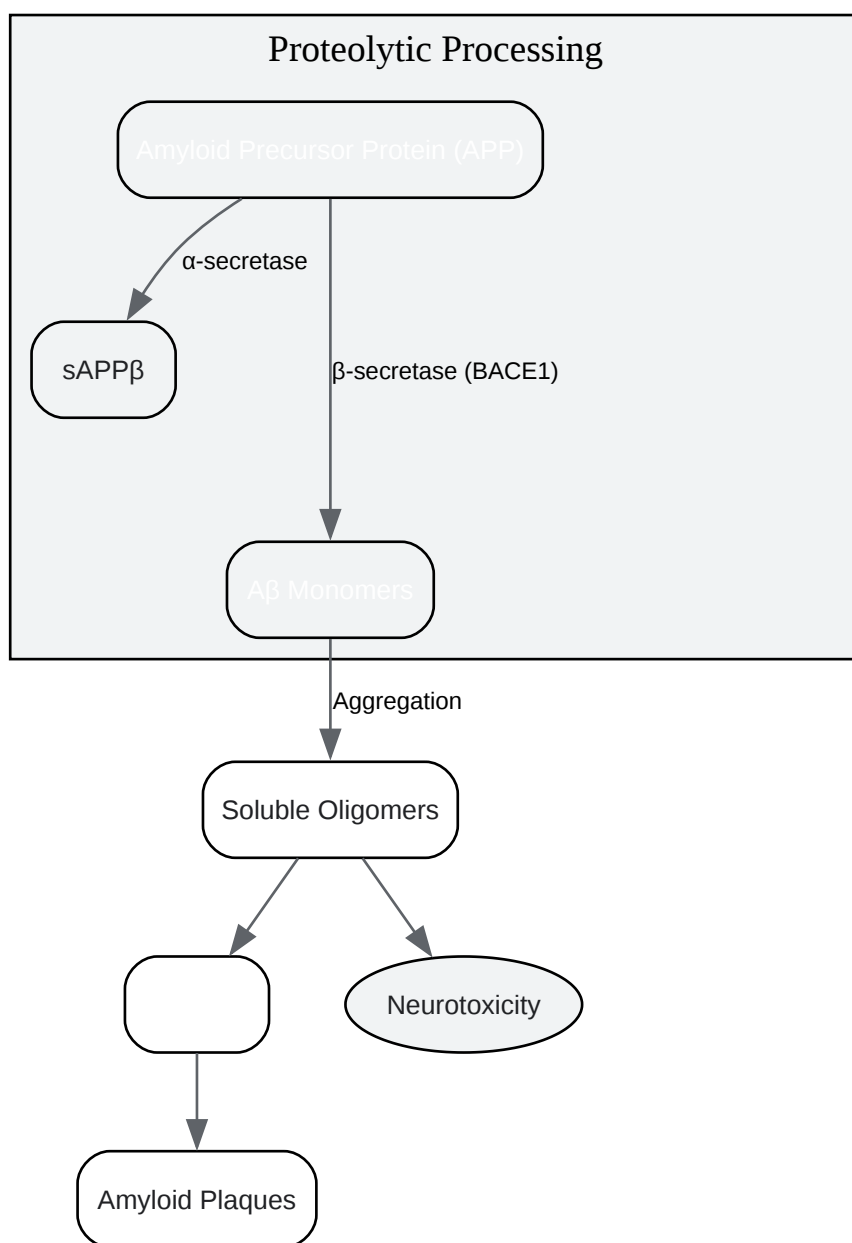 Proteolytic Processing
Amyloid Precursor Protein (APP)
α-secretase
sAPPβ
β-secretase (BACE1)
Aβ Monomers
Aggregation
Soluble Oligomers
Neurotoxicity
Amyloid Plaques